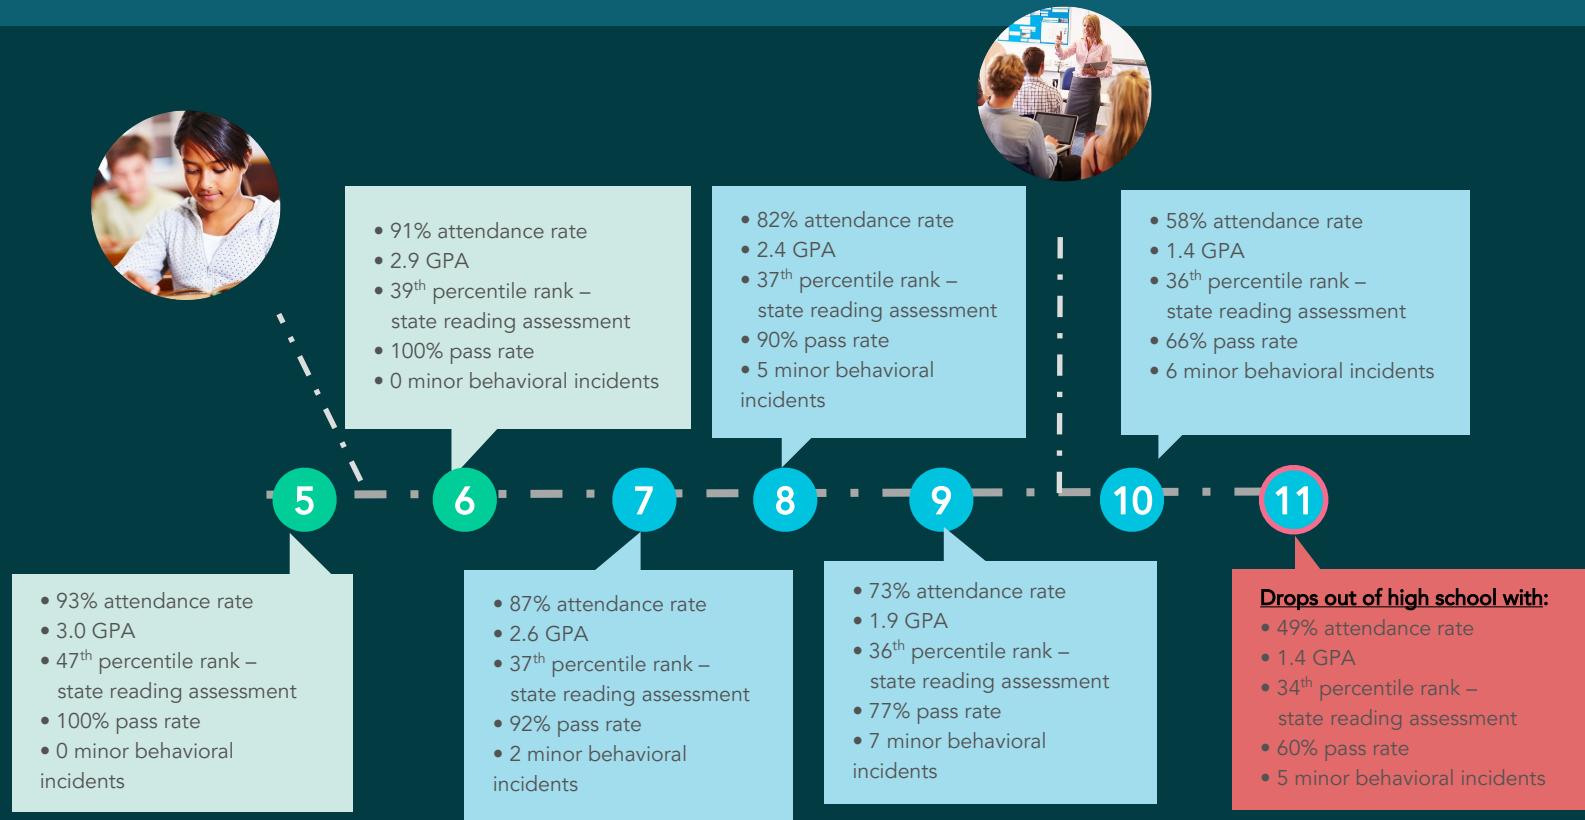 5
• 93% attendance rate
• 3.0 GPA
• 47th percentile rank –
state reading assessment
• 100% pass rate
• 0 minor behavioral
incidents
6
• 91% attendance rate
• 2.9 GPA
• 39th percentile rank –
state reading assessment
• 100% pass rate
• 0 minor behavioral incidents
7
• 87% attendance rate
• 2.6 GPA
• 37th percentile rank –
state reading assessment
• 92% pass rate
• 2 minor behavioral
incidents
8
• 82% attendance rate
• 2.4 GPA
• 37th percentile rank –
state reading assessment
• 90% pass rate
• 5 minor behavioral
incidents
9
• 73% attendance rate
• 1.9 GPA
• 36th percentile rank –
state reading assessment
• 77% pass rate
• 7 minor behavioral
incidents
10
• 58% attendance rate
• 1.4 GPA
• 36th percentile rank –
state reading assessment
• 66% pass rate
• 6 minor behavioral incidents
11
Drops out of high school with:
• 49% attendance rate
• 1.4 GPA
• 34th percentile rank –
state reading assessment
• 60% pass rate
• 5 minor behavioral incidents